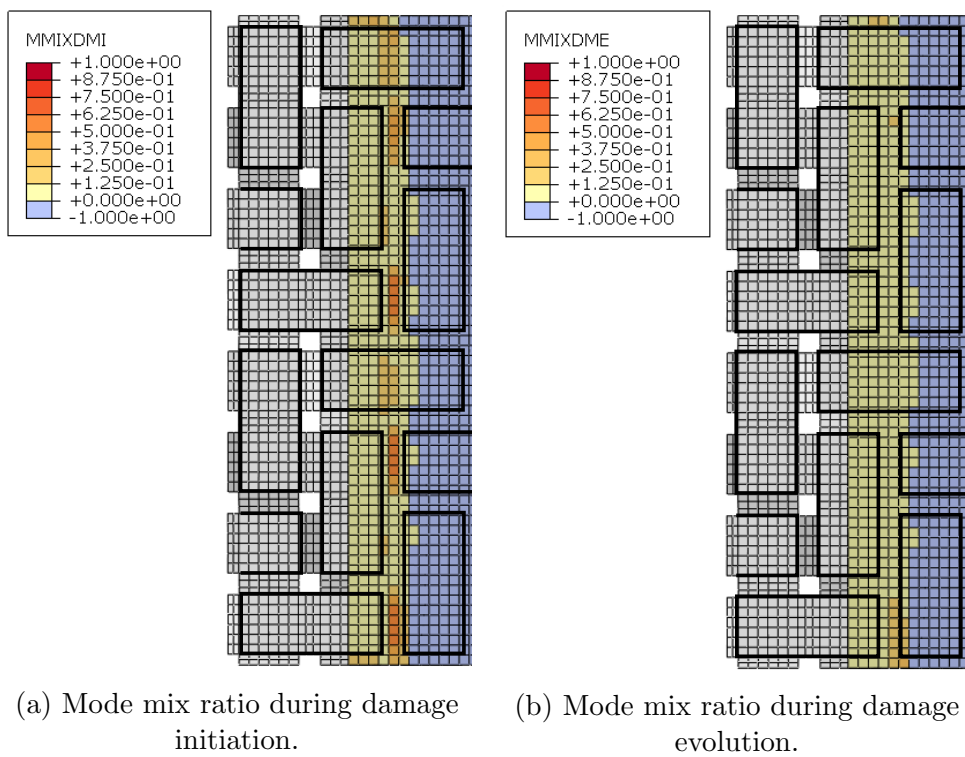 MMIXDMI
+1.000e+00
+8.750e-01
+7.500e-01
+6.250e-01
+5.000e-01
+3.750e-01
+2.500e-01
+1.250e-01
+0.000e+00
-1.000e+00
MMIXDME
+1.000e+00
+8.750e-01
+7.500e-01
+6.250e-01
+5.000e-01
+3.750e-01
+2.500e-01
+1.250e-01
+0.000e+00
-1.000e+00
(a) Mode mix ratio during damage
initiation.
(b) Mode mix ratio during damage
evolution.